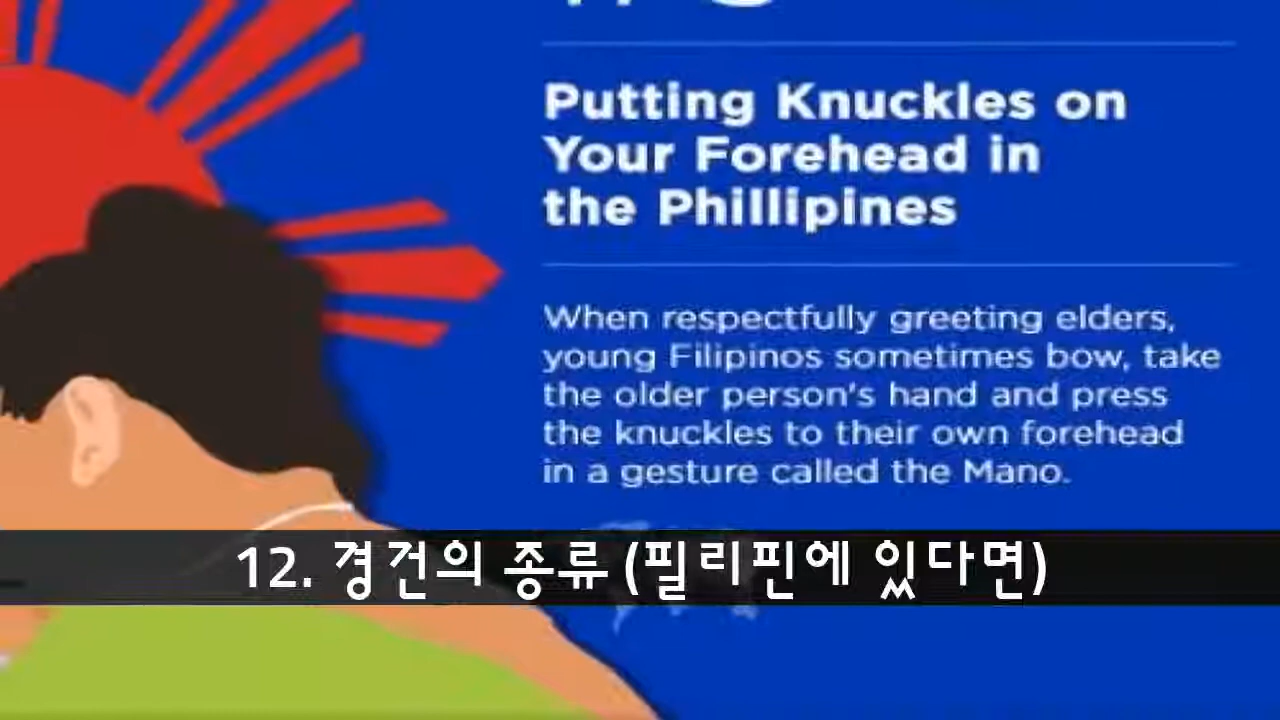 Putting Knuckles on
Your Forehead in
the Phillipines
When respectfully greeting elders,
young Filipinos sometimes bow, take
the older person's hand and press
the knuckles to their own forehead
in a gesture called the Mano.
12. 경건의 종류 (필리핀에 있다면)